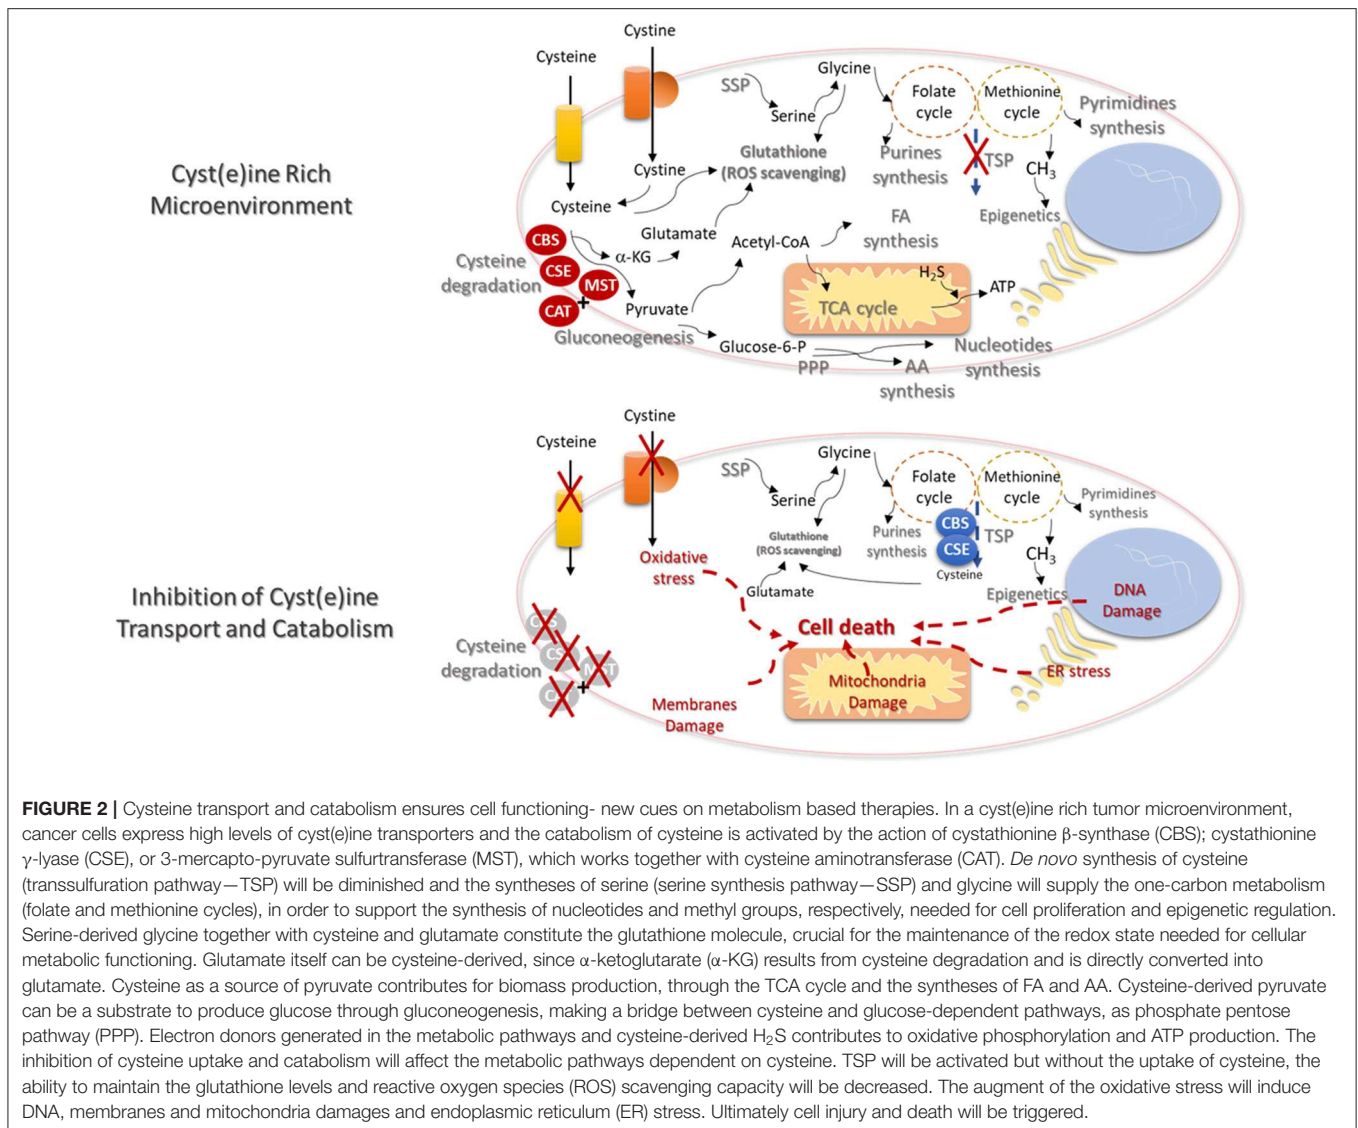 Cystine
Cysteine
SSP
Glycine
Serine
Folate
cycle
Methionine
cycle
Pyrimidines
synthesis
Glutathione
(ROS scavenging)
Purines
synthesis
TSP
CH3
Epigenetics
Cyst(e)ine Rich
Microenvironment
Cystine
Cysteine
CBS
CSE
MST
CAT
+
Cysteine
degradation
α-KG
Glutamate
Acetyl-CoA
FA
synthesis
Pyruvate
Gluconeogenesis
TCA cycle
H2S
ATP
Glucose-6-P
PPP
AA
synthesis
Nucleotides
synthesis
Cystine
Cysteine
SSP
Glycine
Serine
Folate
cycle
Methionine
cycle
Pyrimidines
synthesis
Glutathione
(ROS scavenging)
Purines
synthesis
CBS
CSE
TSP
Cysteine
CH3
Epigenetics
Oxidative
stress
Glutamate
DNA
Damage
Inhibition of Cyst(e)ine
Transport and Catabolism
Cell death
CBS
CSE
MST
CAT
+
Cysteine
degradation
Mitochondria
Damage
ER stress
Membranes
Damage
FIGURE 2 | Cysteine transport and catabolism ensures cell functioning- new cues on metabolism based therapies. In a cyst(e)ine rich tumor microenvironment,
cancer cells express high levels of cyst(e)ine transporters and the catabolism of cysteine is activated by the action of cystathionine β-synthase (CBS); cystathionine
γ-lyase (CSE), or 3-mercapto-pyruvate sulfurtransferase (MST), which works together with cysteine aminotransferase (CAT). De novo synthesis of cysteine
(transsulfuration pathway—TSP) will be diminished and the syntheses of serine (serine synthesis pathway—SSP) and glycine will supply the one-carbon metabolism
(folate and methionine cycles), in order to support the synthesis of nucleotides and methyl groups, respectively, needed for cell proliferation and epigenetic regulation.
Serine-derived glycine together with cysteine and glutamate constitute the glutathione molecule, crucial for the maintenance of the redox state needed for cellular
metabolic functioning. Glutamate itself can be cysteine-derived, since α-ketoglutarate (α-KG) results from cysteine degradation and is directly converted into
glutamate. Cysteine as a source of pyruvate contributes for biomass production, through the TCA cycle and the syntheses of FA and AA. Cysteine-derived pyruvate
can be a substrate to produce glucose through gluconeogenesis, making a bridge between cysteine and glucose-dependent pathways, as phosphate pentose
pathway (PPP). Electron donors generated in the metabolic pathways and cysteine-derived H2S contributes to oxidative phosphorylation and ATP production. The
inhibition of cysteine uptake and catabolism will affect the metabolic pathways dependent on cysteine. TSP will be activated but without the uptake of cysteine, the
ability to maintain the glutathione levels and reactive oxygen species (ROS) scavenging capacity will be decreased. The augment of the oxidative stress will induce
DNA, membranes and mitochondria damages and endoplasmic reticulum (ER) stress. Ultimately cell injury and death will be triggered.